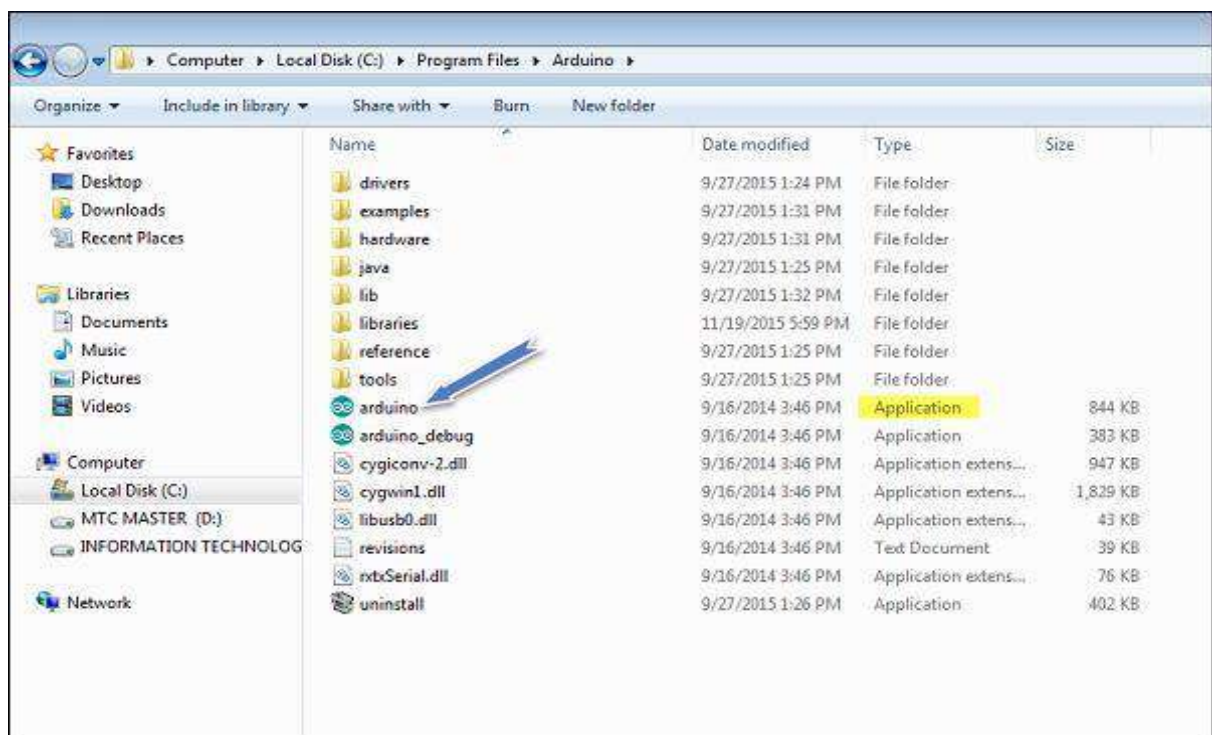 Computer Local Disk (C:) Program Files Arduino
Organize Include in library Share with Burn New folder
Favorites
Desktop
Downloads
Recent Places
Libraries
Documents
Music
Pictures
Videos
Computer
Local Disk (C:)
MTC MASTER (D:)
INFORMATION TECHNOLOG
Network
Name Date modified Type Size
drivers 9/27/2015 1:24 PM File folder
examples 9/27/2015 1:31 PM File folder
hardware 9/27/2015 1:31 PM File folder
java 9/27/2015 1:25 PM File folder
lib 9/27/2015 1:32 PM File folder
libraries 11/19/2015 5:59 PM File folder
reference 9/27/2015 1:25 PM File folder
tools 9/27/2015 1:25 PM File folder
arduino 9/16/2014 3:46 PM Application 844 KB
arduino_debug 9/16/2014 3:46 PM Application 383 KB
cygiconv-2.dll 9/16/2014 3:46 PM Application extens... 947 KB
cygwin1.dll 9/16/2014 3:46 PM Application extens... 1,829 KB
libusb0.dll 9/16/2014 3:46 PM Application extens... 43 KB
revisions 9/16/2014 3:46 PM Text Document 39 KB
rxtxSerial.dll 9/16/2014 3:46 PM Application extens... 76 KB
uninstall 9/27/2015 1:26 PM Application 402 KB